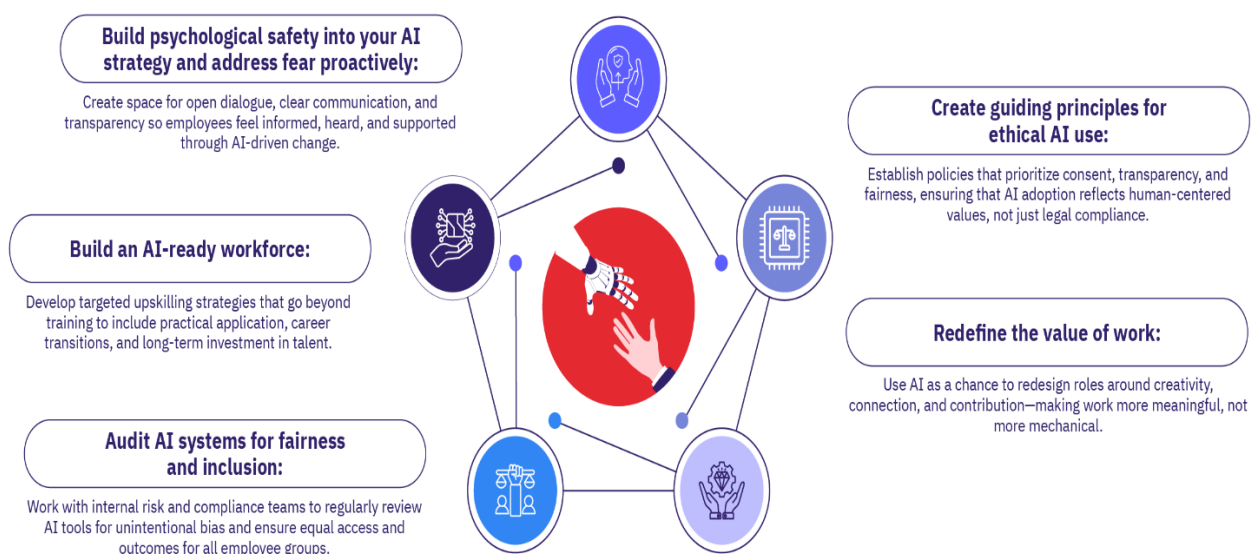 Build psychological safety into your AI
strategy and address fear proactively:
Create space for open dialogue, clear communication, and
transparency so employees feel informed, heard, and supported
through AI-driven change.
Build an AI-ready workforce:
Develop targeted upskilling strategies that go beyond
training to include practical application, career
transitions, and long-term investment in talent.
Audit AI systems for fairness
and inclusion:
Work with internal risk and compliance teams to regularly review
AI tools for unintentional bias and ensure equal access and
outcomes for all employee groups.
Create guiding principles for
ethical AI use:
Establish policies that prioritize consent, transparency, and
fairness, ensuring that AI adoption reflects human-centered
values, not just legal compliance.
Redefine the value of work:
Use AI as a chance to redesign roles around creativity,
connection, and contribution—making work more meaningful, not
more mechanical.